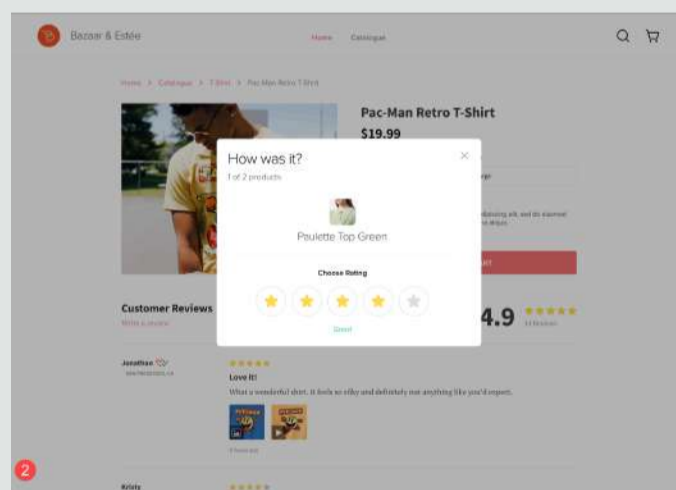 Bazaar & Estée
Home Catalogue
Home > Catalogue > T-Shirt > Pac-Man Retro T-Shirt
Pac-Man Retro T-Shirt
$19.99
How was it?
1 of 2 products
Paulette Top Green
Choose Rating
Great!
Customer Reviews
Write a review
4.9
Jonathan
Love it!
What a wonderful shirt. It feels so silky and definitely not anything like you'd expect.
2